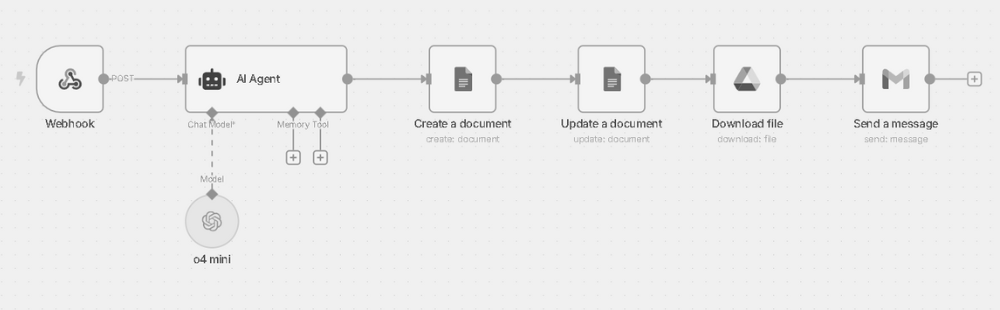 POST
AI Agent
Webhook
Chat Model*
Memory
Tool
Create a document
create: document
Update a document
update: document
Download file
download: file
Send a message
send: message
Model
o4 mini